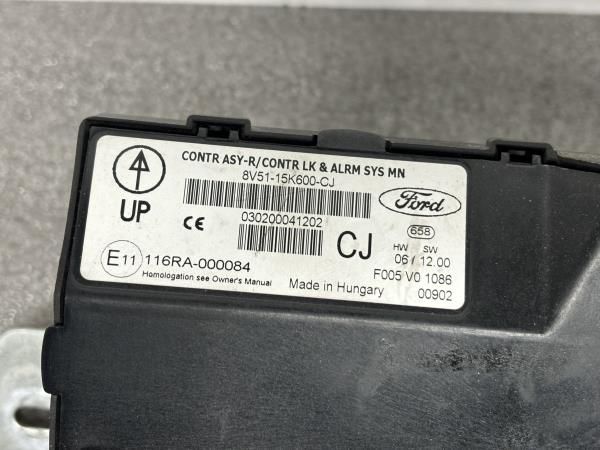 CONTR ASY-R/CONTR LK & ALRM SYS MN
8V51-15K600-CJ
Ford
UP
CE
030200041202
CJ
658
HW SW
06 / 12.00
E11 116RA-000084
F005 V0 1086
Homologation see Owner's Manual
Made in Hungary
00902